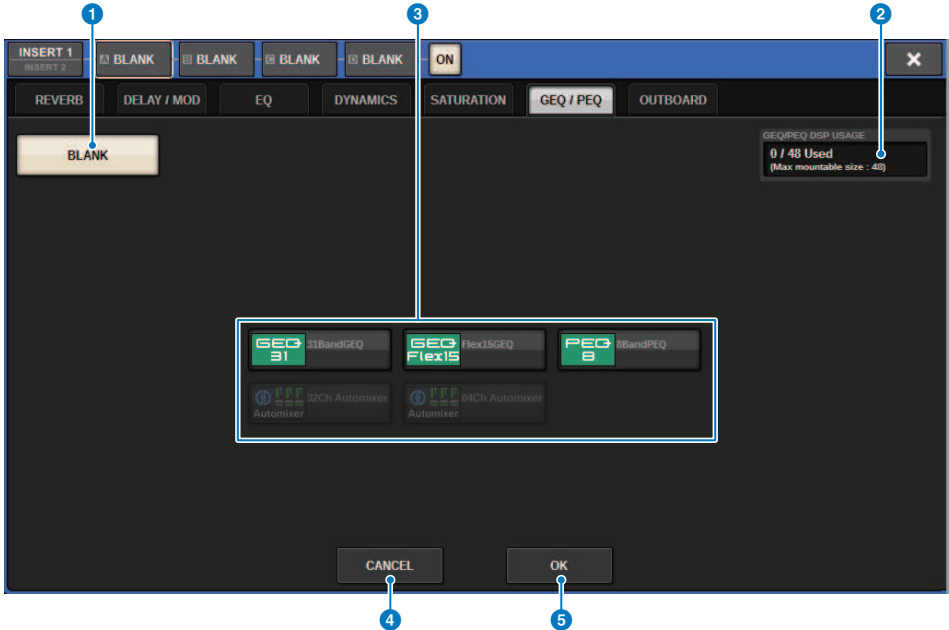 1 3 2
INSERT 1
INSERT 2
A BLANK
B BLANK
C BLANK
D BLANK
ON
REVERB
DELAY / MOD
EQ
DYNAMICS
SATURATION
GEQ / PEQ
OUTBOARD
BLANK
GEQ/PEQ DSP USAGE
0 / 48 Used
(Max mountable size : 48)
GEQ
31
31BandGEQ
GEQ
Flex15
Flex15GEQ
PEQ
8
8BandPEQ
Automixer
32Ch Automixer
Automixer
64Ch Automixer
CANCEL
OK
4 5